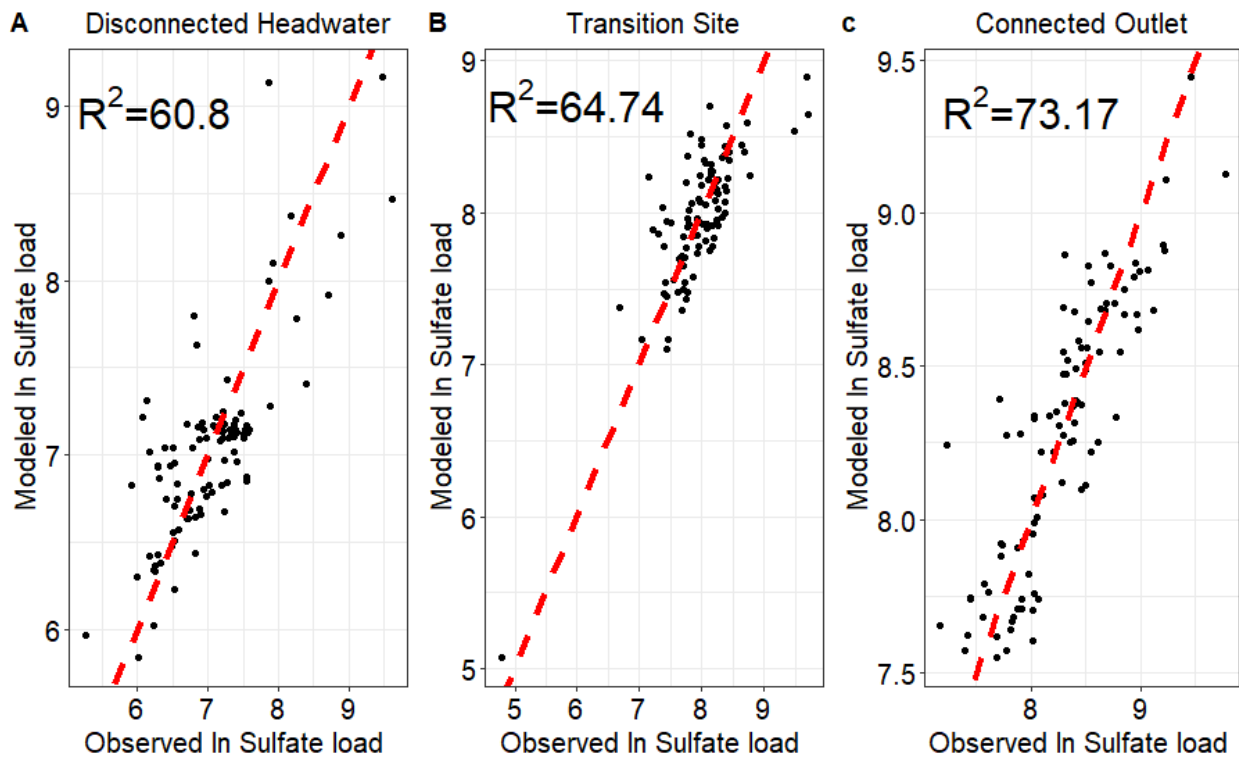 A Disconnected Headwater
R²=60.8
9
8
7
6
Modeled ln Sulfate load
6 7 8 9
Observed ln Sulfate load
B Transition Site
R²=64.74
9
8
7
6
5
Modeled ln Sulfate load
5 6 7 8 9
Observed ln Sulfate load
c Connected Outlet
R²=73.17
9.5
9.0
8.5
8.0
7.5
Modeled ln Sulfate load
8 9
Observed ln Sulfate load